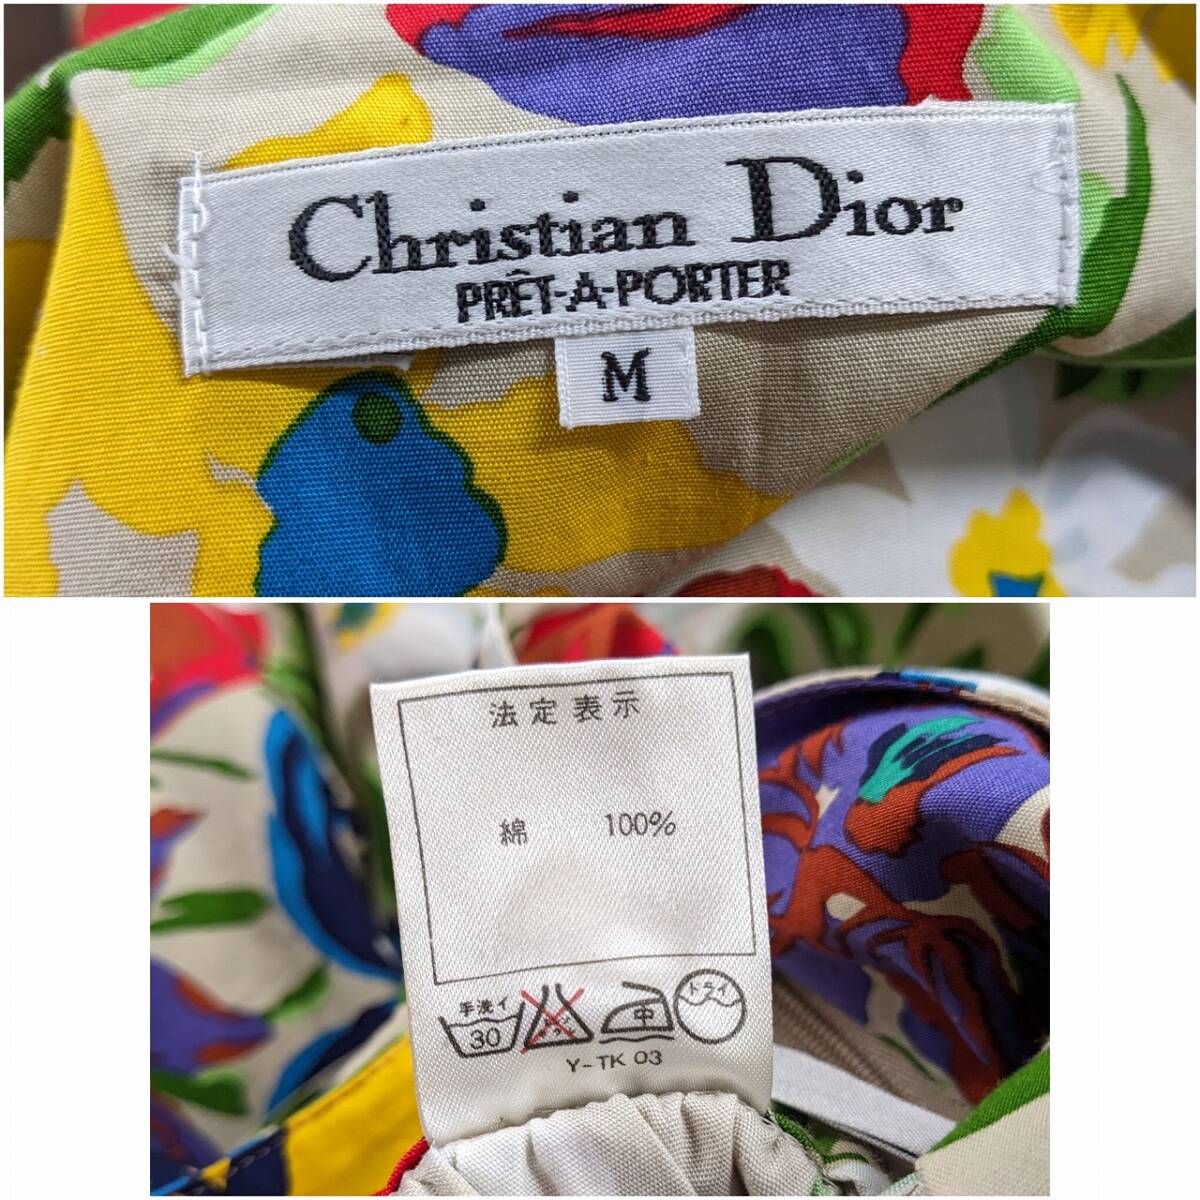 Christian Dior
PRÊT-À-PORTER
M
法定表示
綿 100%
手洗イ 30 中 ドライ
Y-TK 03